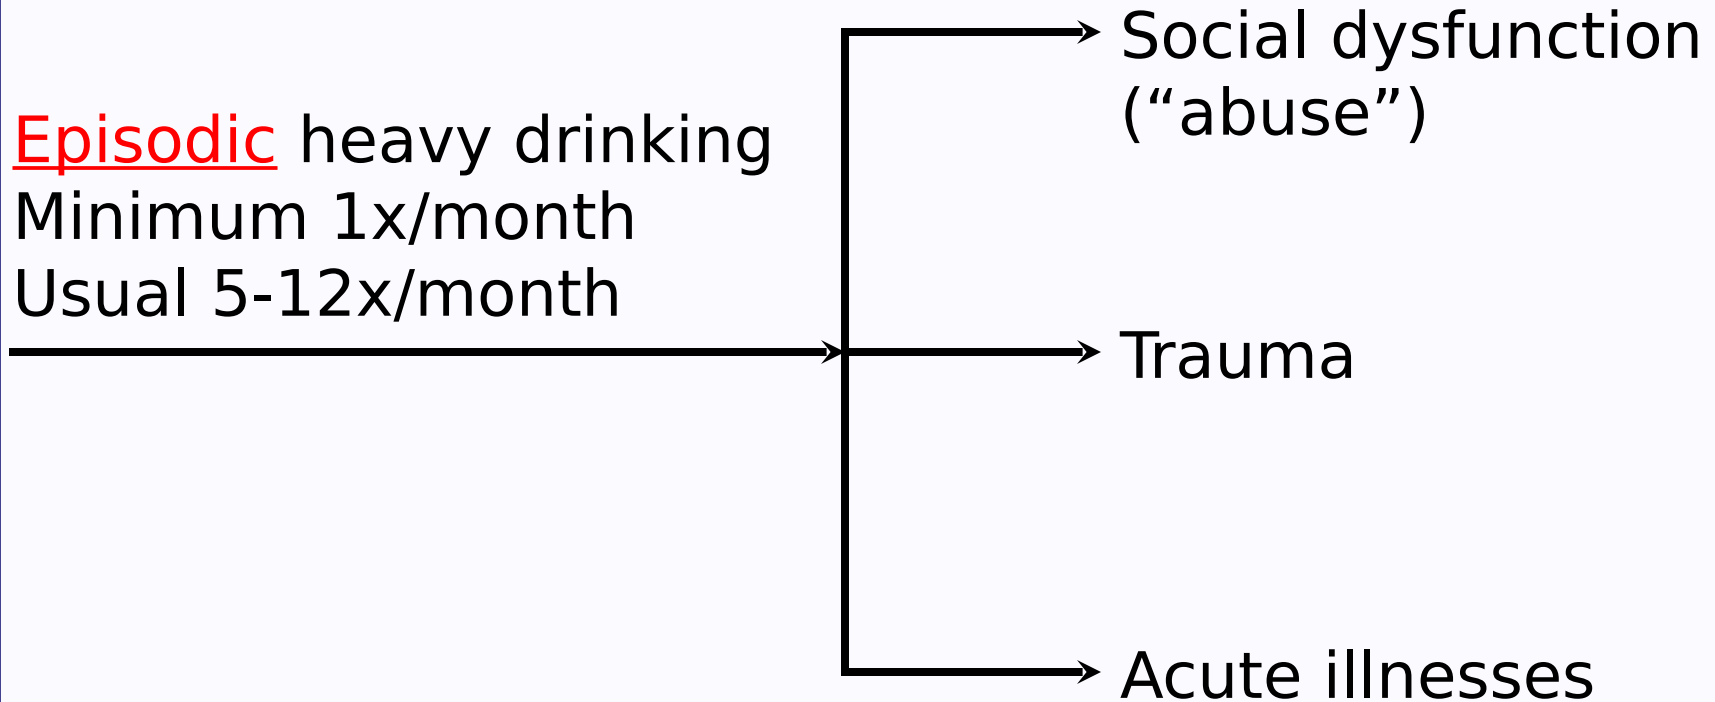 Episodic heavy drinking
Minimum 1x/month
Usual 5-12x/month
Social dysfunction
(“abuse”)
Trauma
Acute illnesses